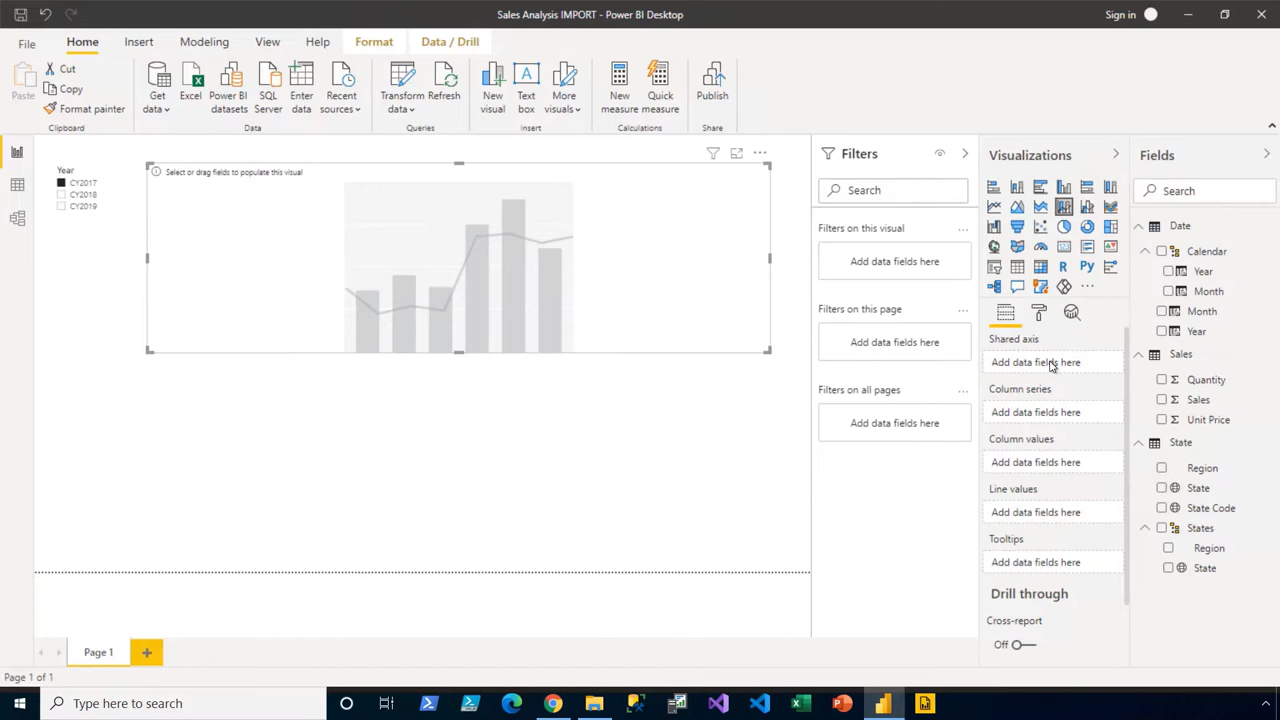 Sales Analysis IMPORT - Power BI Desktop
Sign in
File
Home
Insert
Modeling
View
Help
Format
Data / Drill
Paste
Cut
Copy
Format painter
Clipboard
Get data
Excel
Power BI datasets
SQL Server
Enter data
Recent sources
Data
Transform data
Refresh
Queries
New visual
Text box
More visuals
Insert
New measure
Quick measure
Calculations
Publish
Share
Year
CY2017
CY2018
CY2019
Select or drag fields to populate this visual
Filters
Search
Filters on this visual
Add data fields here
Filters on this page
Add data fields here
Filters on all pages
Add data fields here
Visualizations
R
Py
Shared axis
Add data fields here
Column series
Add data fields here
Column values
Add data fields here
Line values
Add data fields here
Tooltips
Add data fields here
Drill through
Cross-report
Off
Fields
Search
Date
Calendar
Year
Month
Month
Year
Sales
Σ Quantity
Σ Sales
Σ Unit Price
State
Region
State
State Code
States
Region
State
Page 1
Page 1 of 1
Type here to search